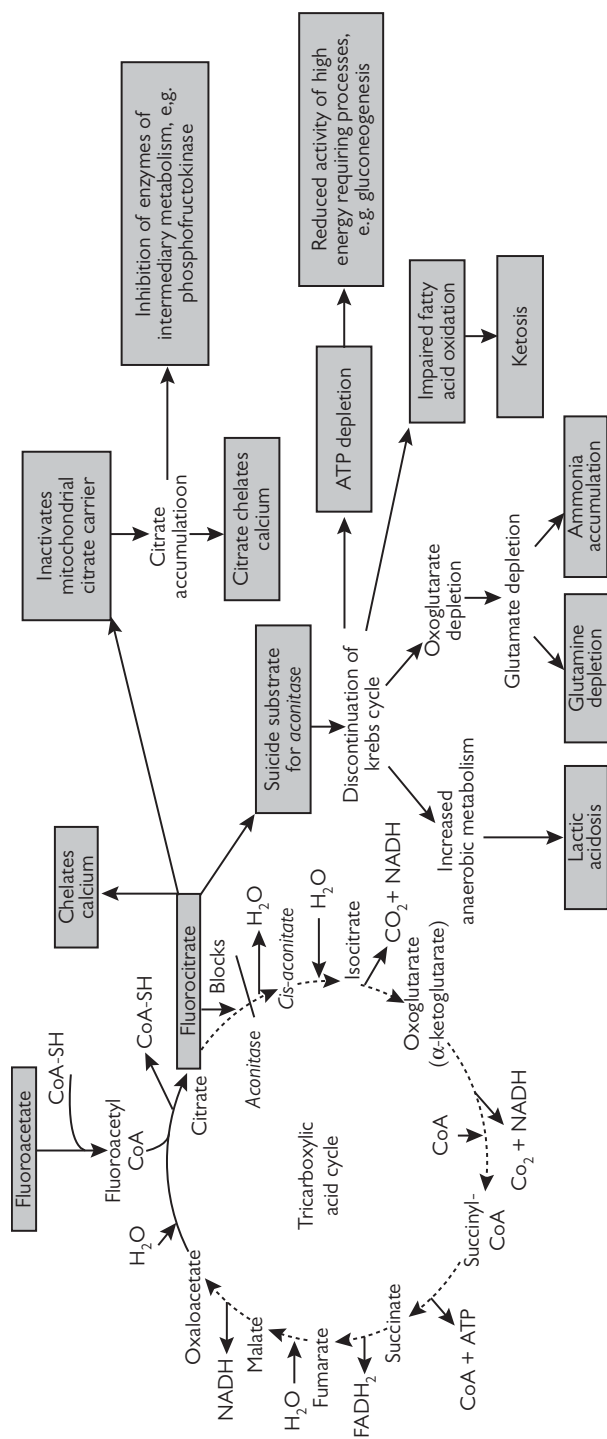 Fluoroacetate
CoA-SH
Fluoroacetyl
CoA
CoA-SH
H₂O
Oxaloacetate
Citrate
Fluorocitrate
Blocks
Aconitase
H₂O
Cis-aconitate
H₂O
Isocitrate
CO₂+ NADH
Oxoglutarate
(α-ketoglutarate)
CoA
Co₂ + NADH
Succinyl-
CoA
CoA + ATP
Succinate
FADH₂
Fumarate
H₂O
Malate
NADH
Tricarboxylic
acid cycle
Chelates
calcium
Inactivates
mitochondrial
citrate carrier
Citrate
accumulatioon
Citrate chelates
calcium
Inhibition of enzymes of
intermediary metabolism, e,g.
phosphofructokinase
Suicide substrate
for aconitase
Discontinuation of
krebs cycle
ATP depletion
Reduced activity of high
energy requiring processes,
e.g. gluconeogenesis
Impaired fatty
acid oxidation
Ketosis
Oxoglutarate
depletion
Glutamate depletion
Ammonia
accumulation
Glutamine
depletion
Increased
anaerobic metabolism
Lactic
acidosis